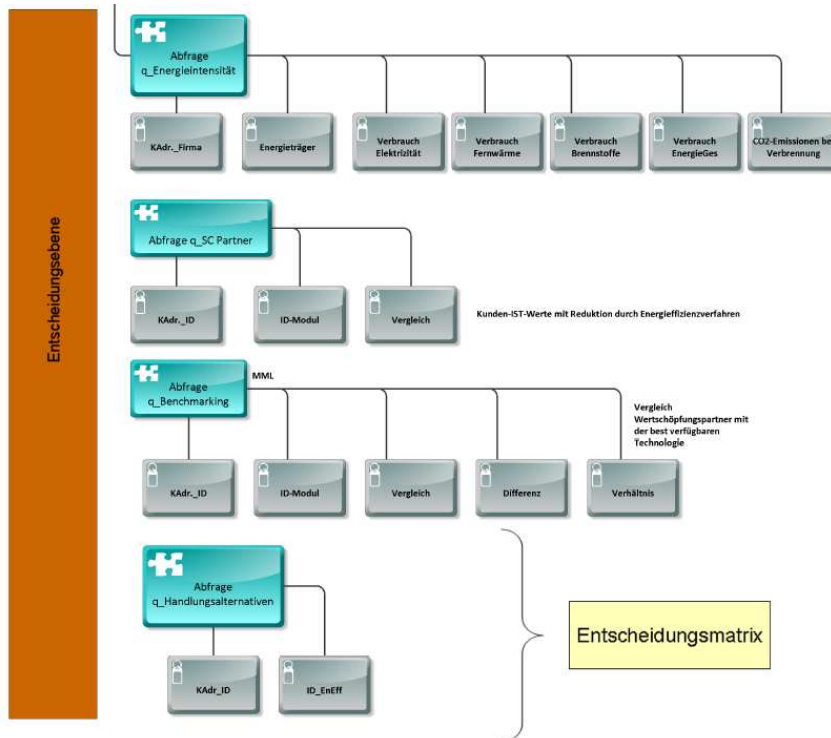 Entscheidungsebene
Abfrage
q_Energieintensität
KAdr._Firma
Energieträger
Verbrauch
Elektrizität
Verbrauch
Fernwärme
Verbrauch
Brennstoffe
Verbrauch
EnergieGes
CO2-Emissionen be
Verbrennung
Abfrage q_SC Partner
KAdr._ID
ID-Modul
Vergleich
Kunden-IST-Werte mit Reduktion durch Energieffizienzverfahren
Abfrage
q_Benchmarking
MML
Vergleich
Wertschöpfungspartner mit
der best verfügbaren
Technologie
KAdr._ID
ID-Modul
Vergleich
Differenz
Verhältnis
Abfrage
q_Handlungsalternativen
KAdr_ID
ID_EnEff
Entscheidungsmatrix